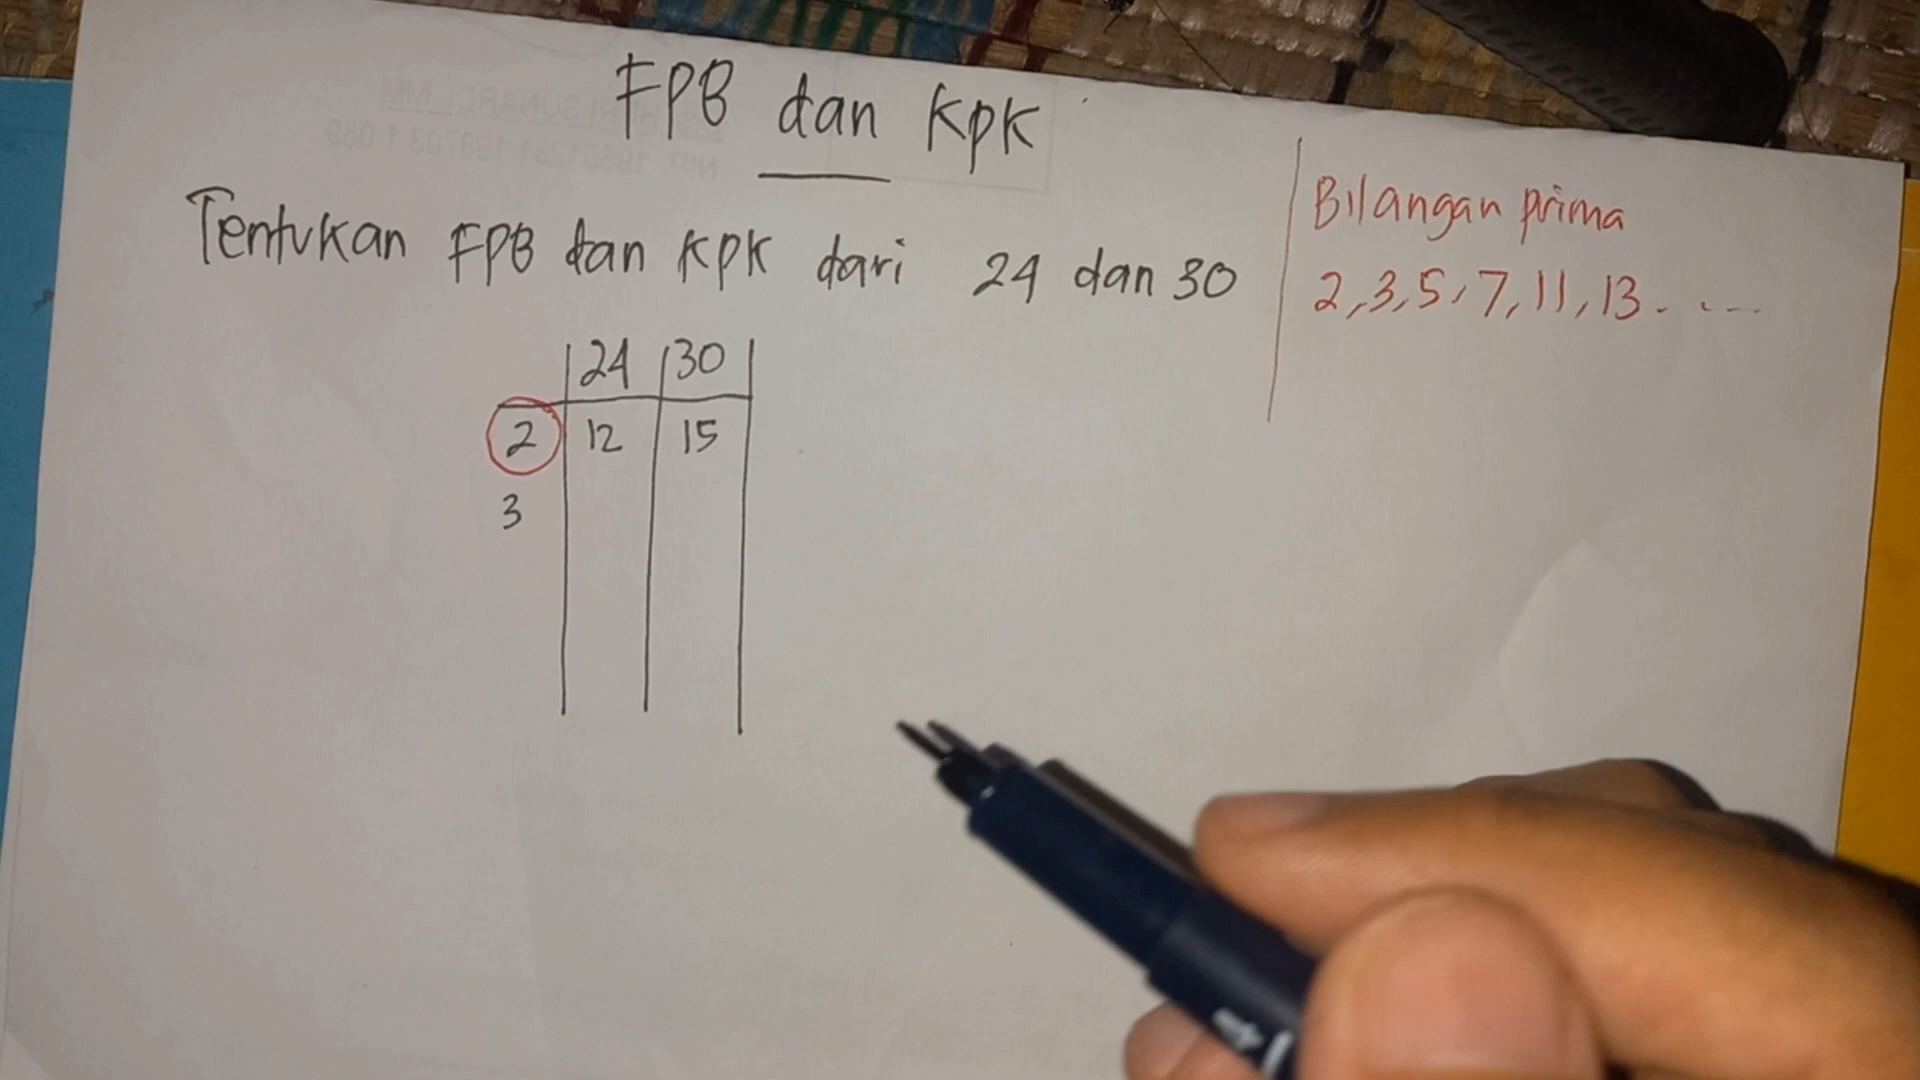 FPB dan KPK
Tentukan FPB dan KPK dari 24 dan 30
Bilangan prima
2, 3, 5, 7, 11, 13. ...
24 30
2 12 15
3